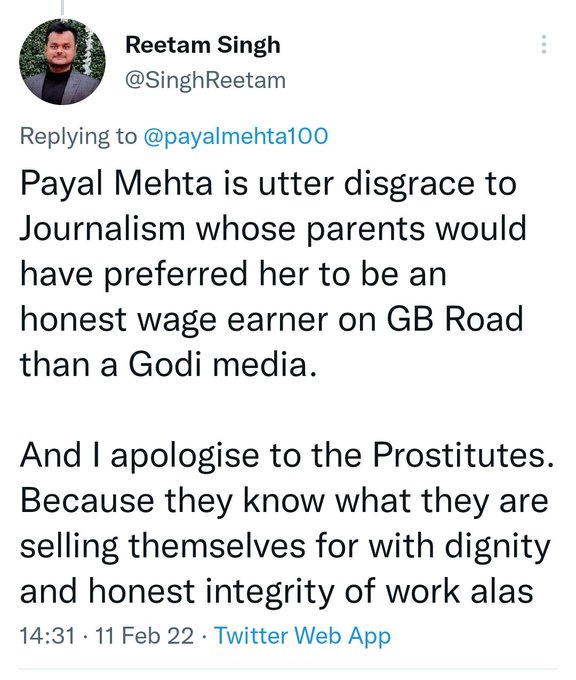 Reetam Singh
@SinghReetam
Replying to @payalmehta100
Payal Mehta is utter disgrace to
Journalism whose parents would
have preferred her to be an
honest wage earner on GB Road
than a Godi media.
And I apologise to the Prostitutes.
Because they know what they are
selling themselves for with dignity
and honest integrity of work alas
14:31 · 11 Feb 22 · Twitter Web App